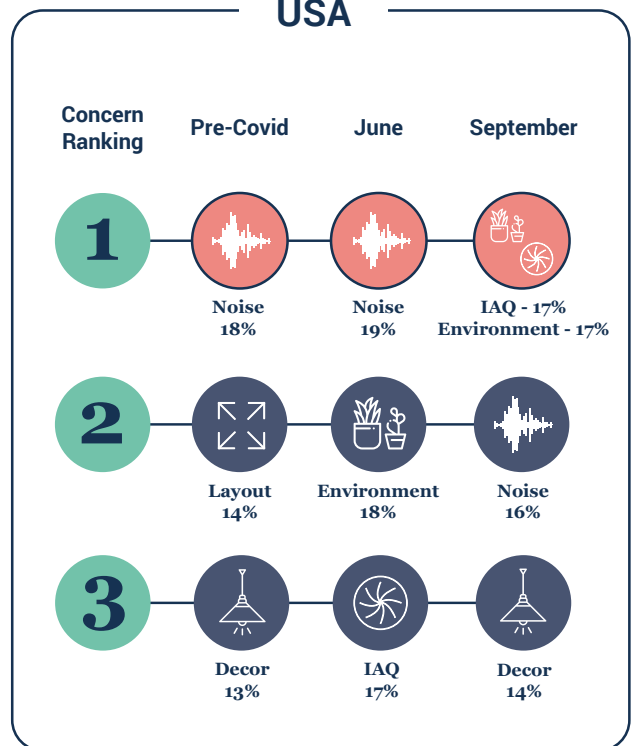 USA
Concern
Ranking
Pre-Covid
June
September
1
Noise
18%
Noise
19%
IAQ - 17%
Environment - 17%
2
Layout
14%
Environment
18%
Noise
16%
3
Decor
13%
IAQ
17%
Decor
14%